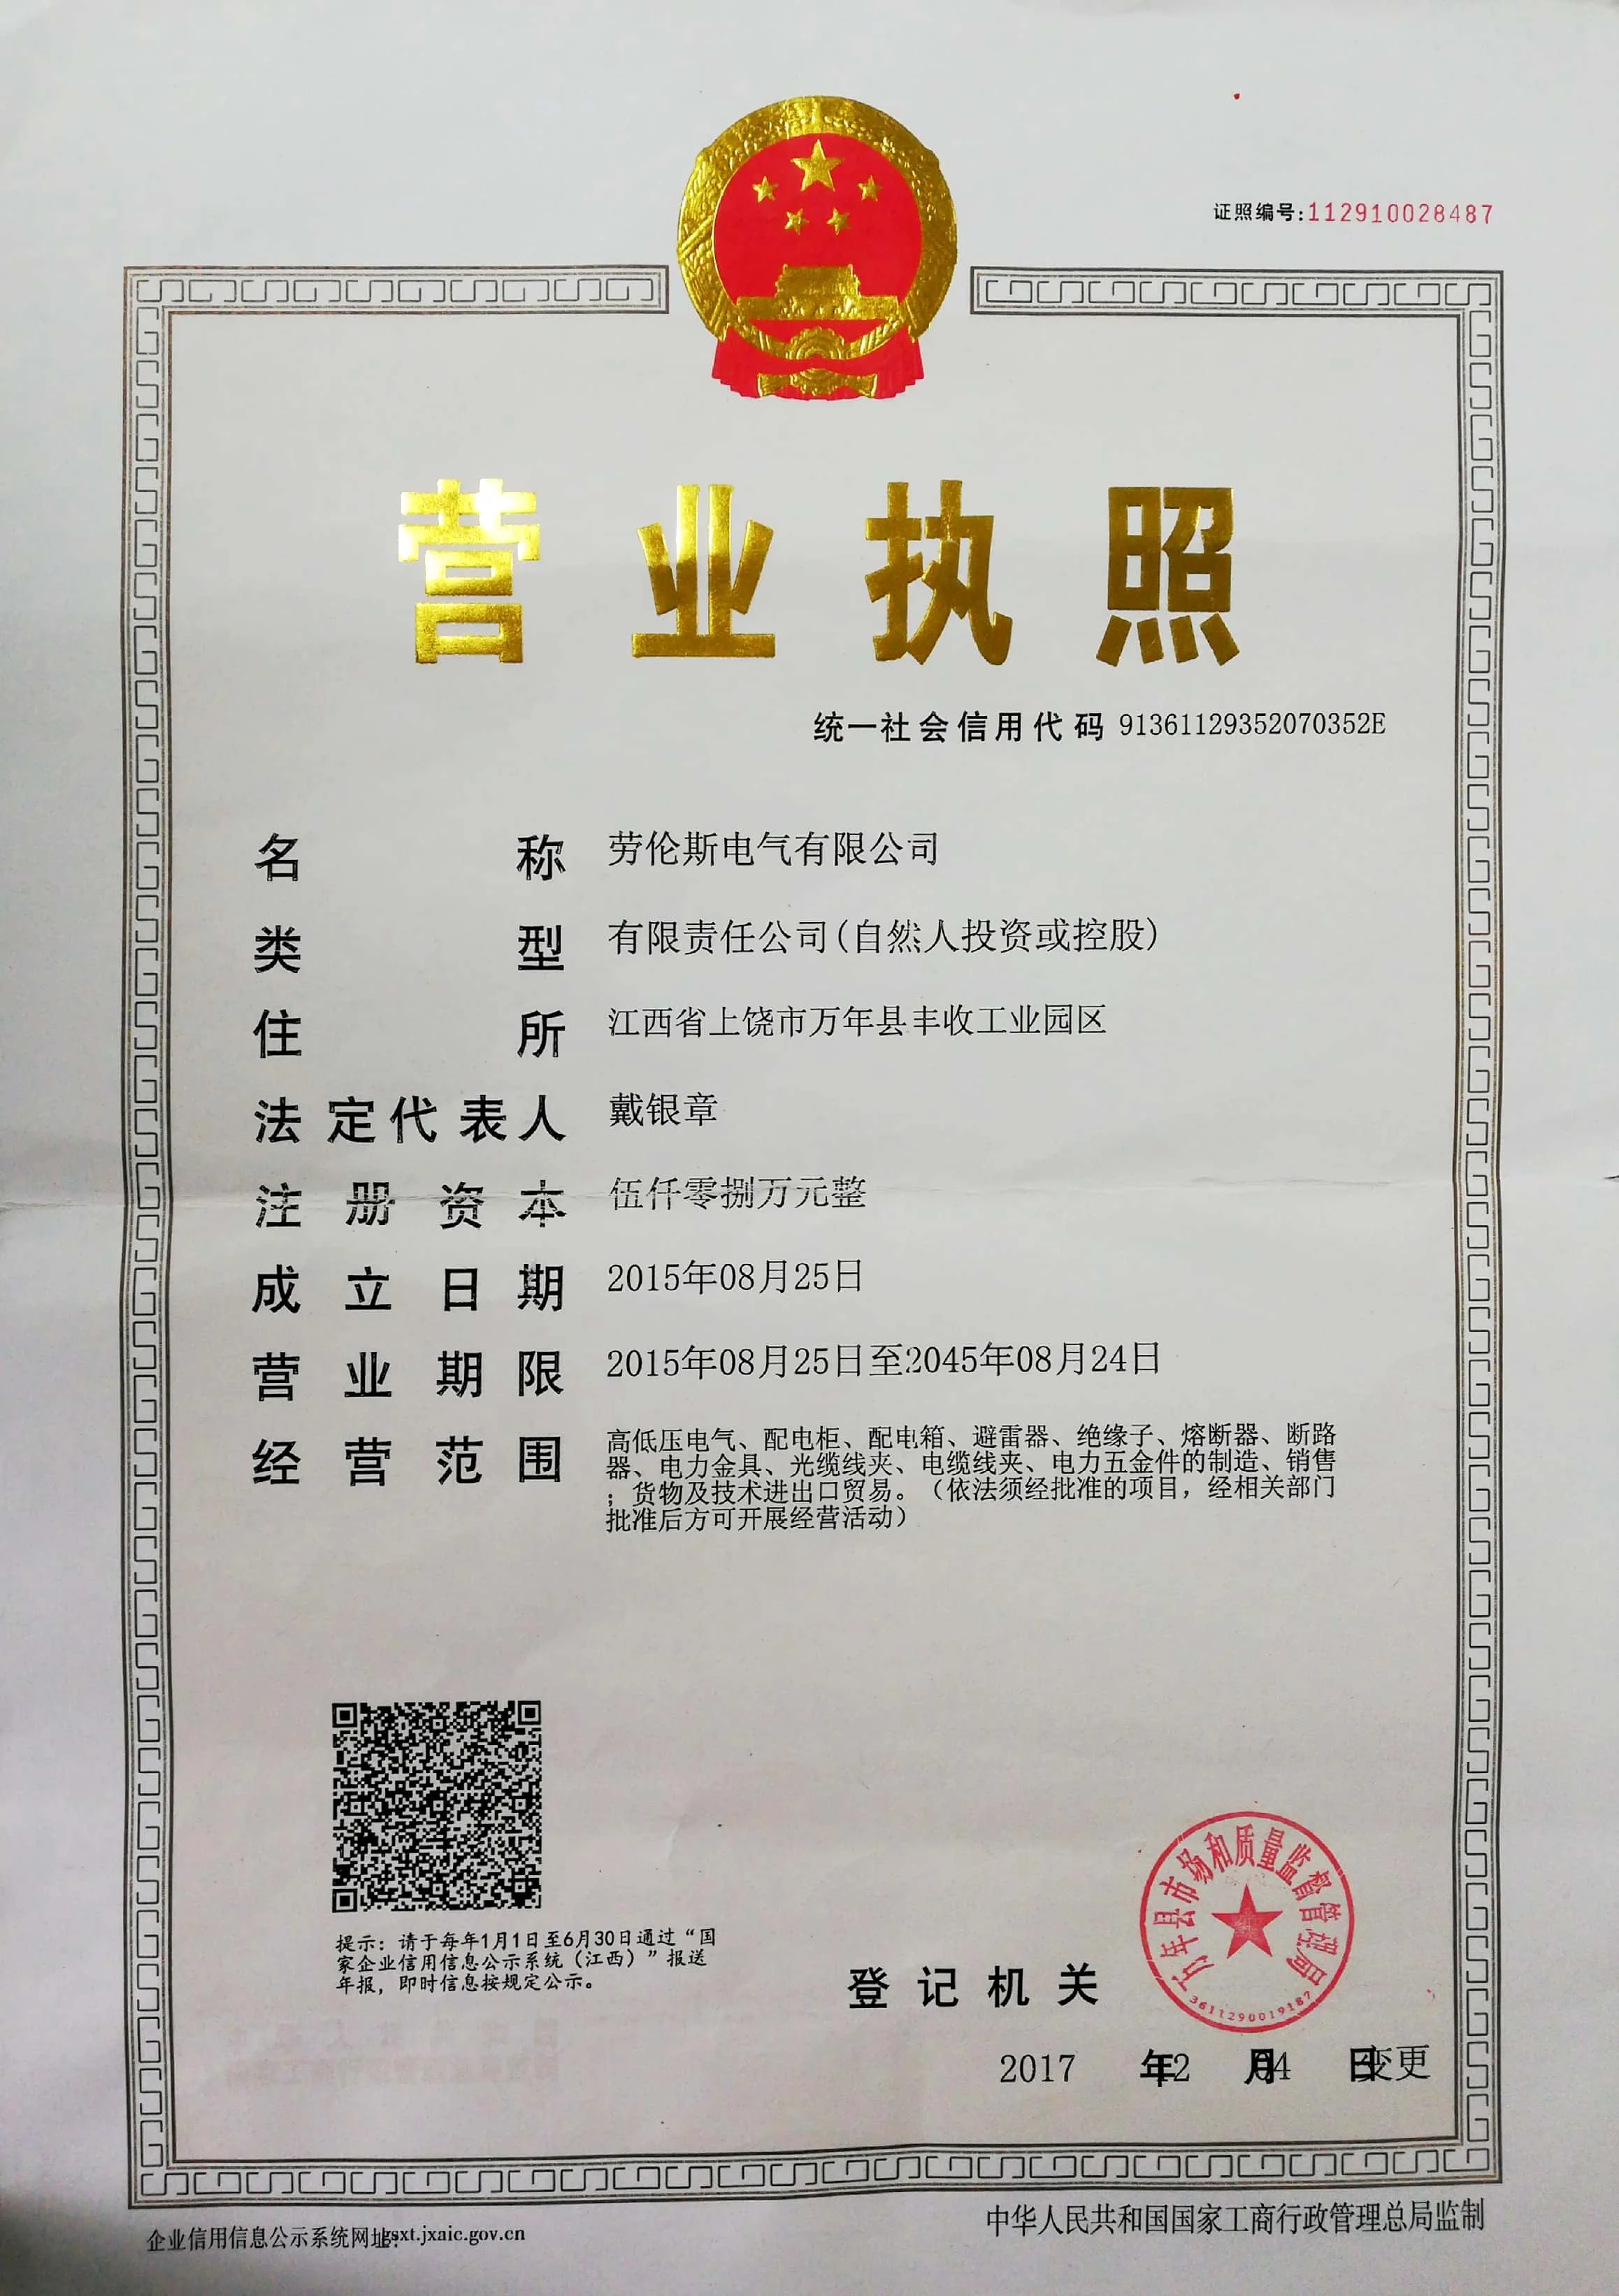 证照编号:112910028487
营业执照
统一社会信用代码 91361129352070352E
名称 劳伦斯电气有限公司
类型 有限责任公司(自然人投资或控股)
住所 江西省上饶市万年县丰收工业园区
法定代表人 戴银章
注册资本 伍仟零捌万元整
成立日期 2015年08月25日
营业期限 2015年08月25日至2045年08月24日
经营范围 高低压电气、配电柜、配电箱、避雷器、绝缘子、熔断器、断路
器、电力金具、光缆线夹、电缆线夹、电力五金件的制造、销售
；货物及技术进出口贸易。（依法须经批准的项目，经相关部门
批准后方可开展经营活动）
提示：请于每年1月1日至6月30日通过“国
家企业信用信息公示系统（江西）”报送
年报，即时信息按规定公示。
万年县市场和质量监督管理局
3611290019187
登记机关
2017 年12 月04 日变更
企业信用信息公示系统网址:gsxt.jxaic.gov.cn
中华人民共和国国家工商行政管理总局监制